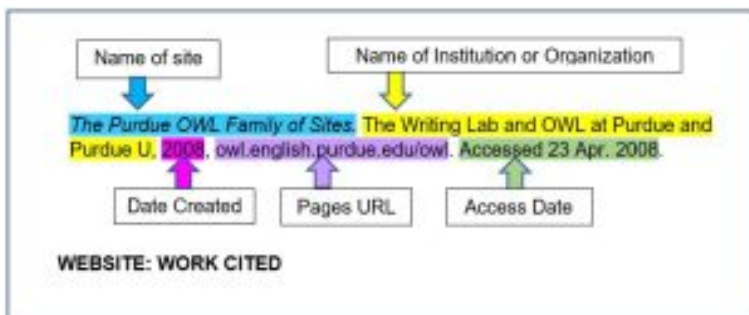 Name of site
Name of Institution or Organization
The Purdue OWL Family of Sites. The Writing Lab and OWL at Purdue and
Purdue U, 2008, owl.english.purdue.edu/owl. Accessed 23 Apr. 2008.
Date Created
Pages URL
Access Date
WEBSITE: WORK CITED